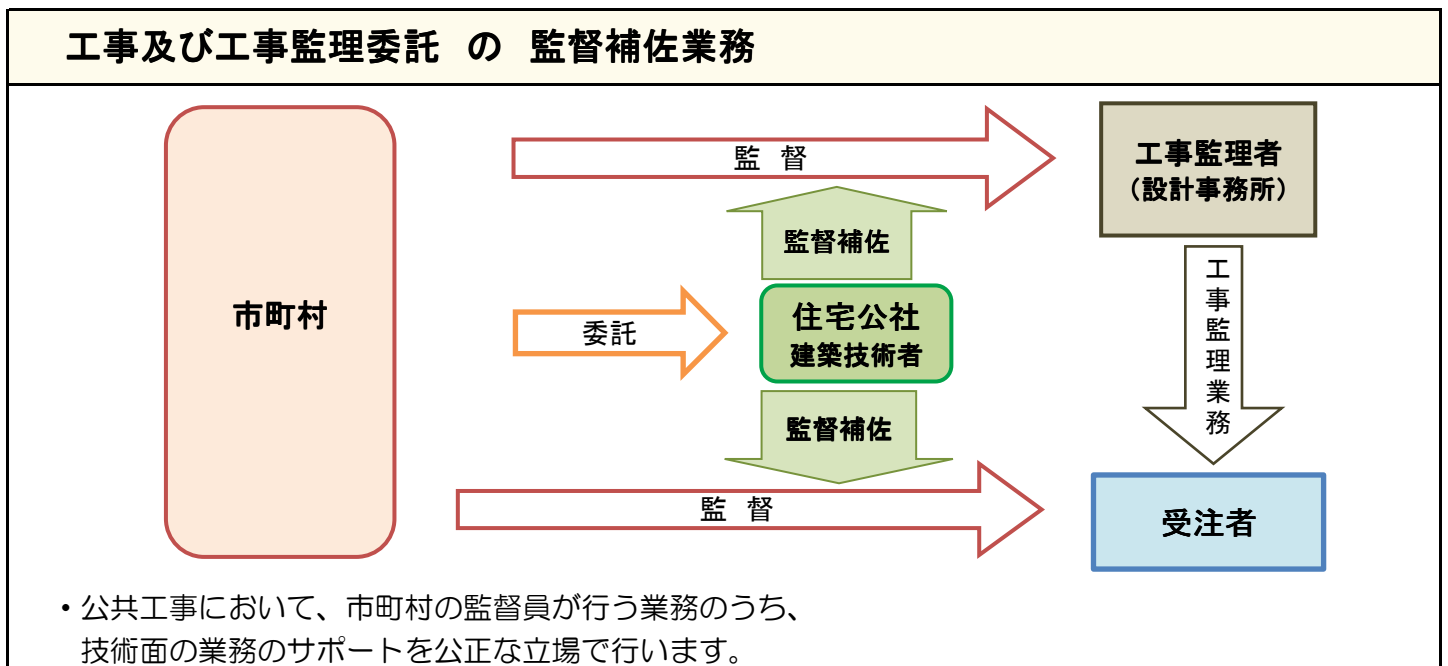 工事及び工事監理委託 の 監督補佐業務
監 督
工事監理者
（設計事務所）
監督補佐
市町村
委託
住宅公社
建築技術者
工事監理業務
監督補佐
監 督
受注者
・公共工事において、市町村の監督員が行う業務のうち、
技術面の業務のサポートを公正な立場で行います。